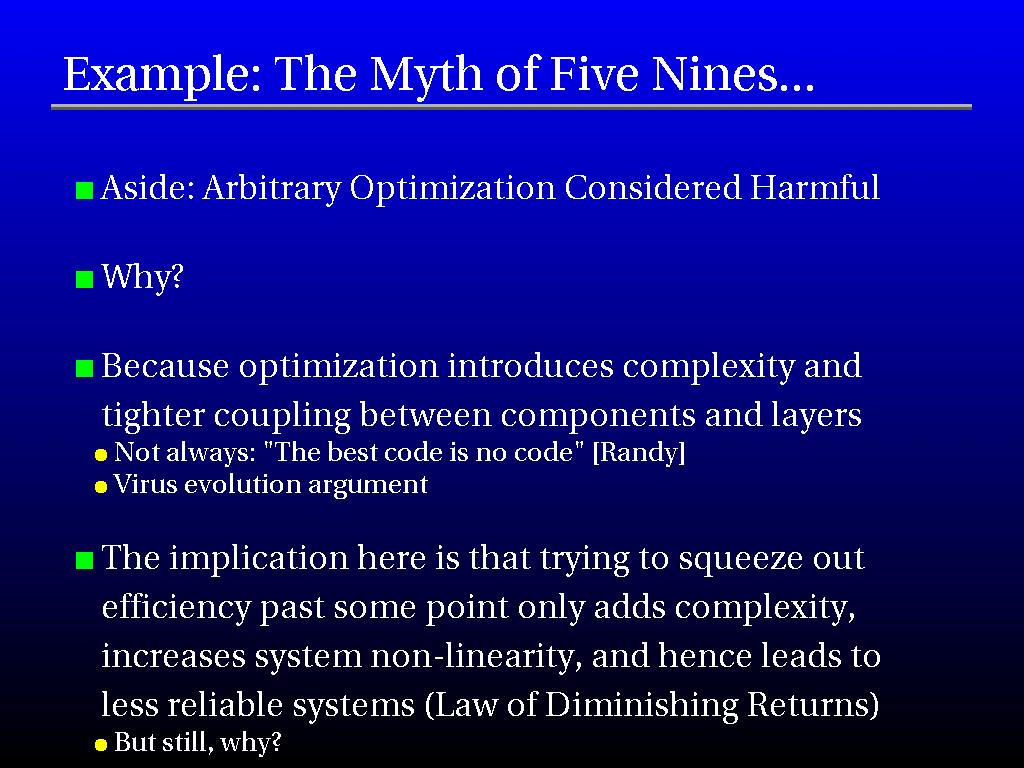 Example: The Myth of Five Nines...
Aside: Arbitrary Optimization Considered Harmful
Why?
Because optimization introduces complexity and
tighter coupling between components and layers
Not always: "The best code is no code" [Randy]
Virus evolution argument
The implication here is that trying to squeeze out
efficiency past some point only adds complexity,
increases system non-linearity, and hence leads to
less reliable systems (Law of Diminishing Returns)
But still, why?